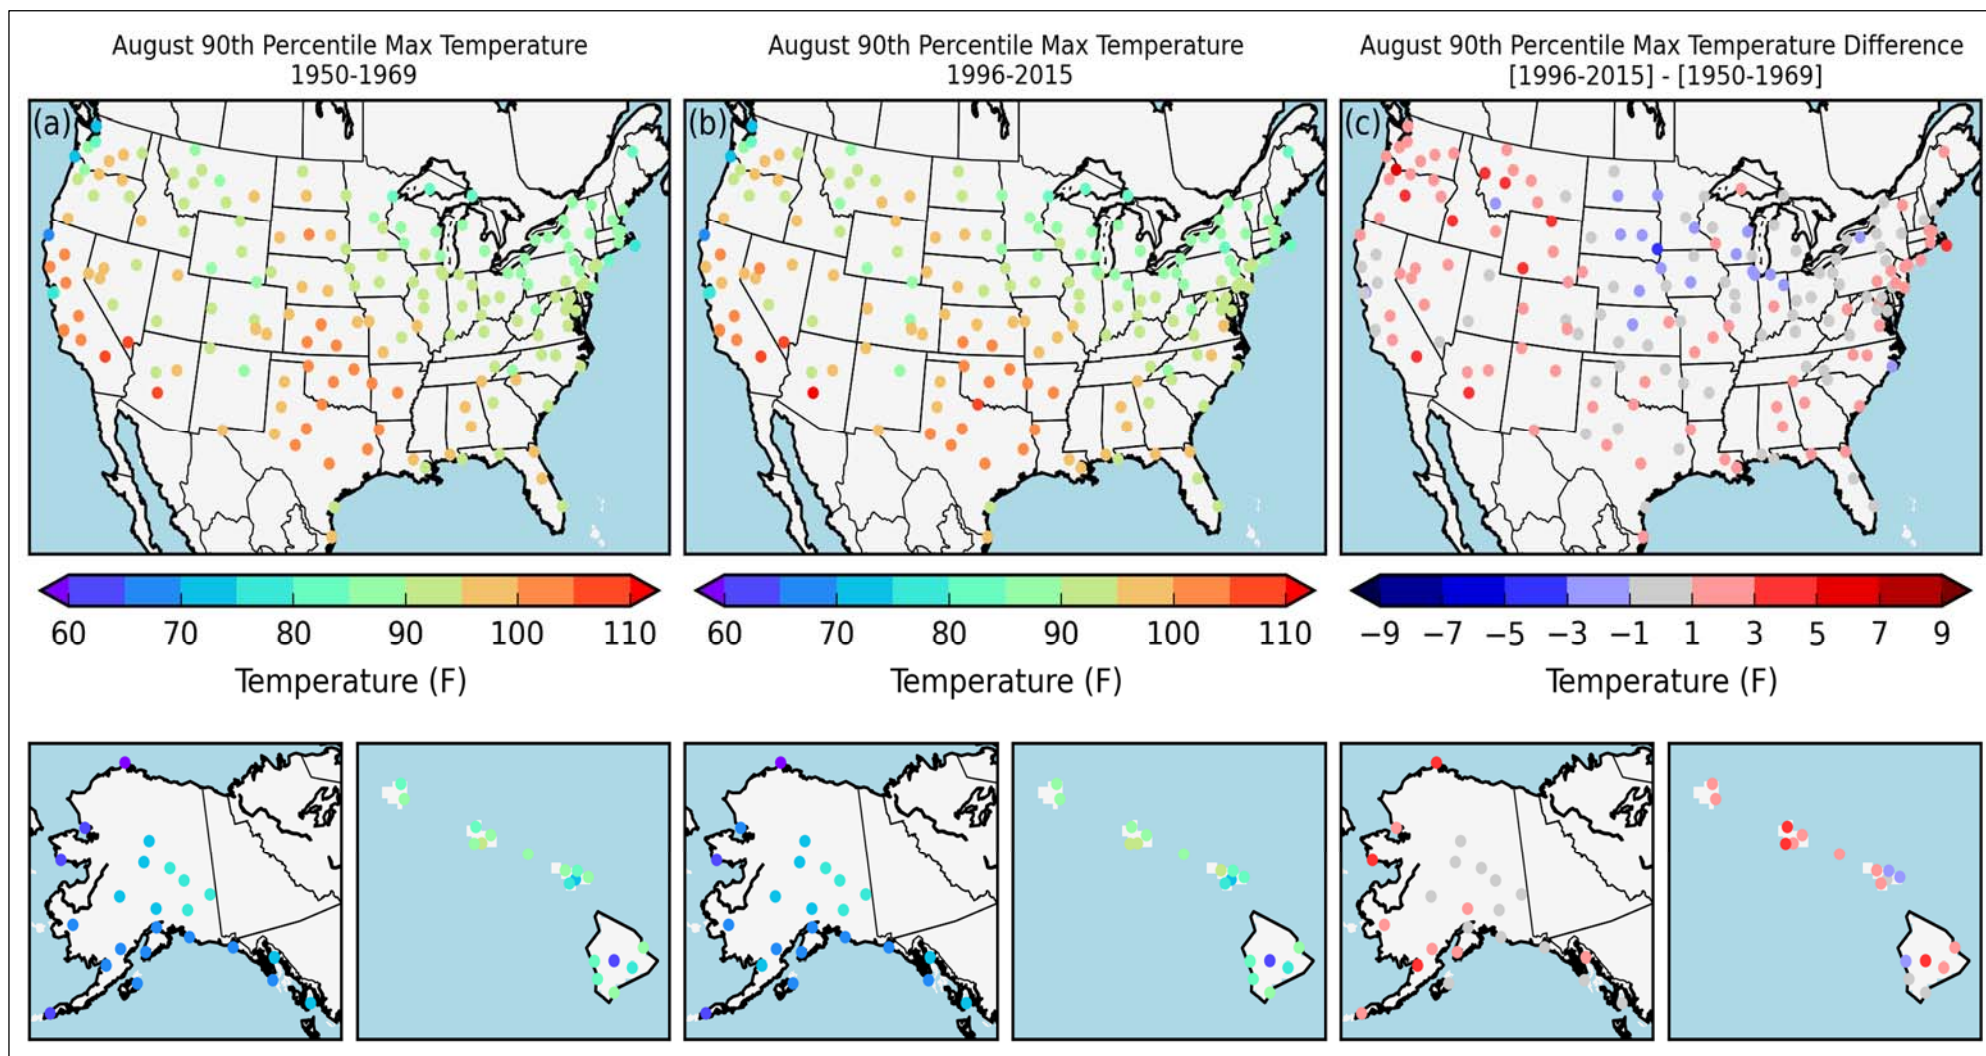 August 90th Percentile Max Temperature
1950-1969
August 90th Percentile Max Temperature
1996-2015
August 90th Percentile Max Temperature Difference
[1996-2015] - [1950-1969]
(a)
(b)
(c)
60 70 80 90 100 110
Temperature (F)
60 70 80 90 100 110
Temperature (F)
−9 −7 −5 −3 −1 1 3 5 7 9
Temperature (F)